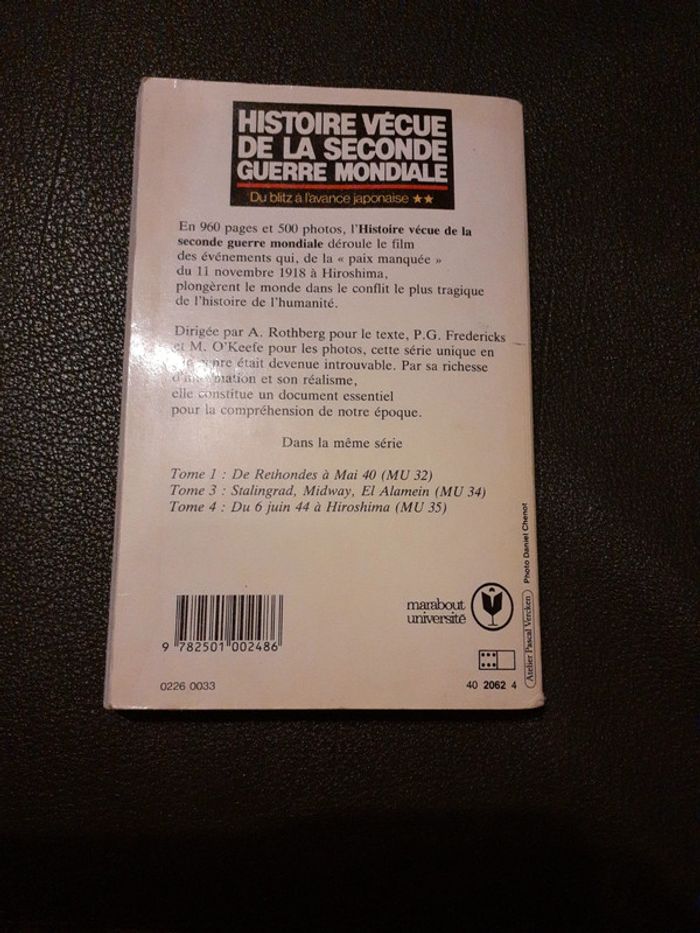 HISTOIRE VÉCUE
DE LA SECONDE
GUERRE MONDIALE
Du blitz à l'avance japonaise ★★
En 960 pages et 500 photos, l'Histoire vécue de la
seconde guerre mondiale déroule le film
des événements qui, de la « paix manquée »
du 11 novembre 1918 à Hiroshima,
plongèrent le monde dans le conflit le plus tragique
de l'histoire de l'humanité.
Dirigée par A. Rothberg pour le texte, P.G. Fredericks
et M. O'Keefe pour les photos, cette série unique en
genre était devenue introuvable. Par sa richesse
d'information et son réalisme,
elle constitue un document essentiel
pour la compréhension de notre époque.
Dans la même série
Tome 1 : De Rethondes à Mai 40 (MU 32)
Tome 3 : Stalingrad, Midway, El Alamein (MU 34)
Tome 4 : Du 6 juin 44 à Hiroshima (MU 35)
Atelier Pascal Vercken Photo Daniel Chenot
marabout
université
9 782501 002486
0226 0033
40 2062 4